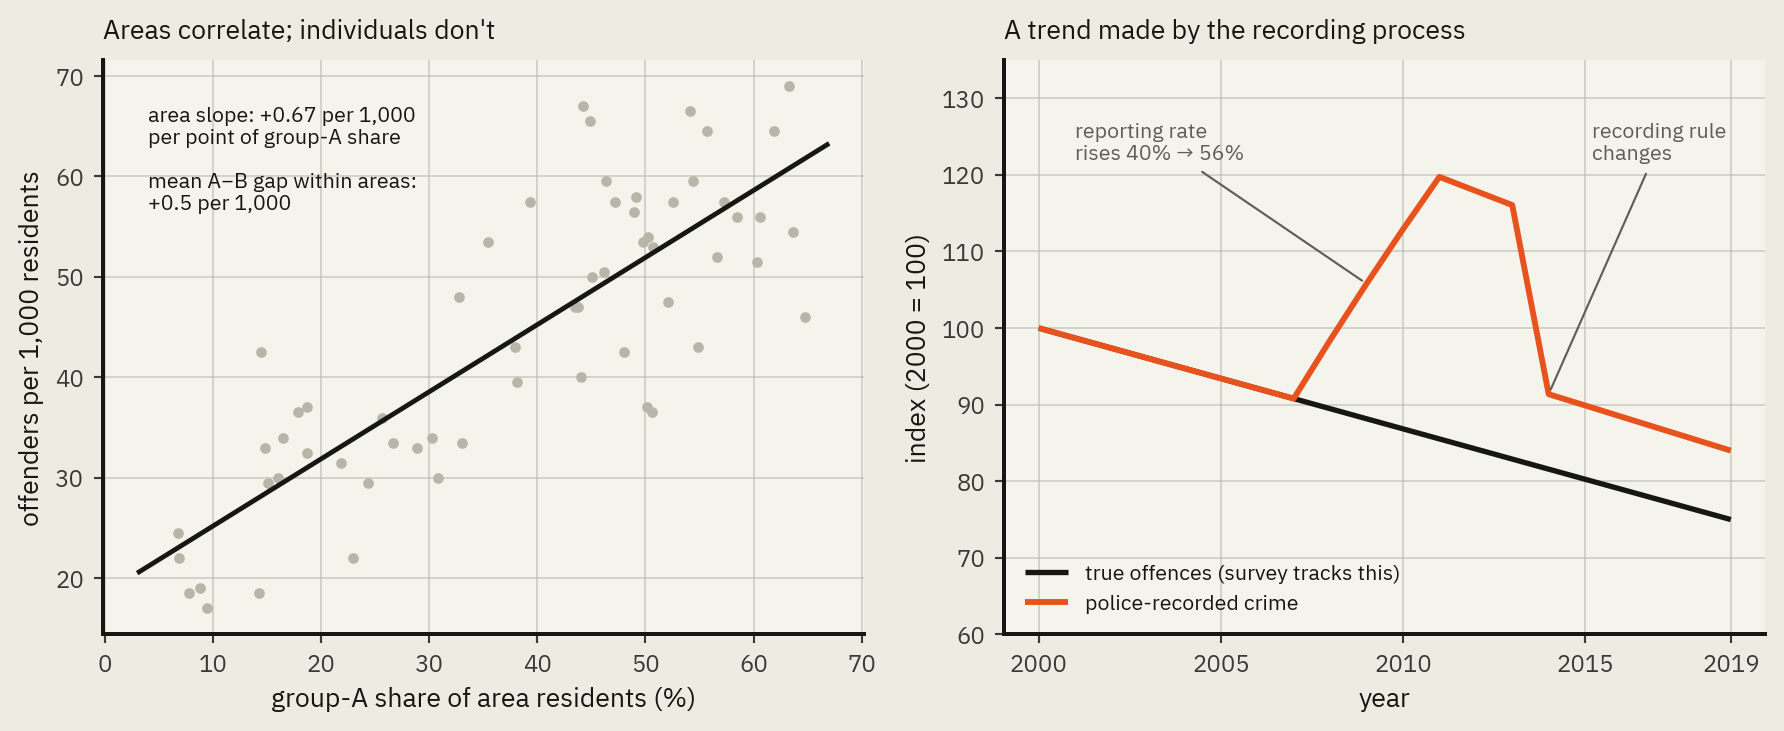 Areas correlate; individuals don't
70
60
50
40
30
20
offenders per 1,000 residents
area slope: +0.67 per 1,000
per point of group-A share
mean A–B gap within areas:
+0.5 per 1,000
0 10 20 30 40 50 60 70
group-A share of area residents (%)
A trend made by the recording process
130
120
110
100
90
80
70
60
index (2000 = 100)
reporting rate
rises 40% → 56%
recording rule
changes
true offences (survey tracks this)
police-recorded crime
2000 2005 2010 2015 2019
year